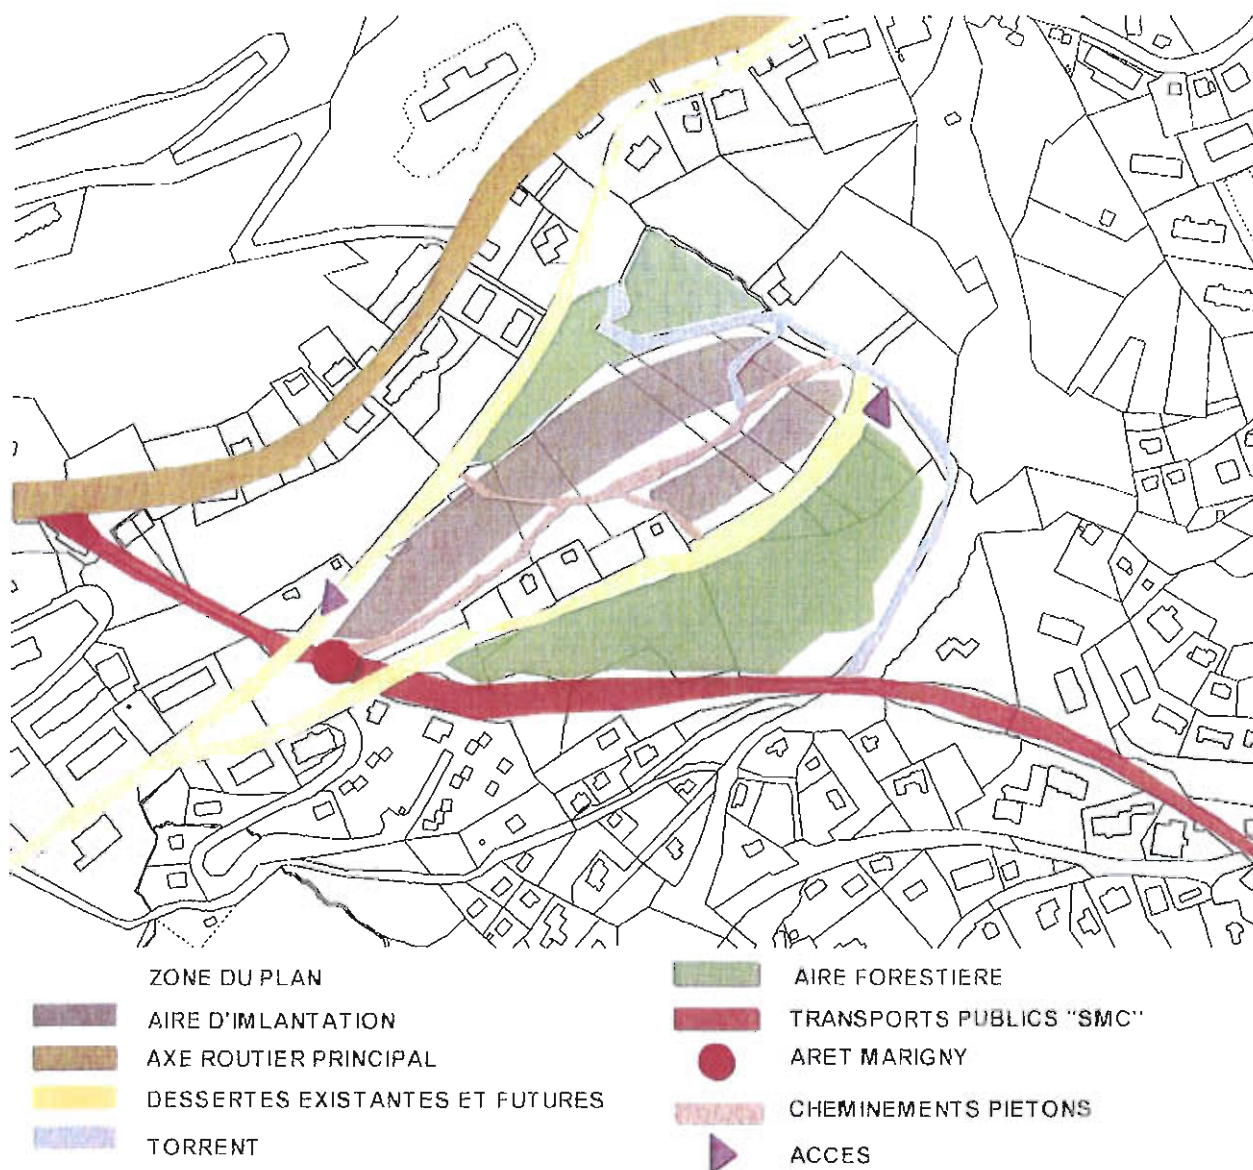 ZONE DU PLAN
AIRE D'IMLANTATION
AXE ROUTIER PRINCIPAL
DESSERTES EXISTANTES ET FUTURES
TORRENT
AIRE FORESTIERE
TRANSPORTS PUBLICS "SMC"
ARET MARIGNY
CHEMINEMENTS PIETONS
ACCES